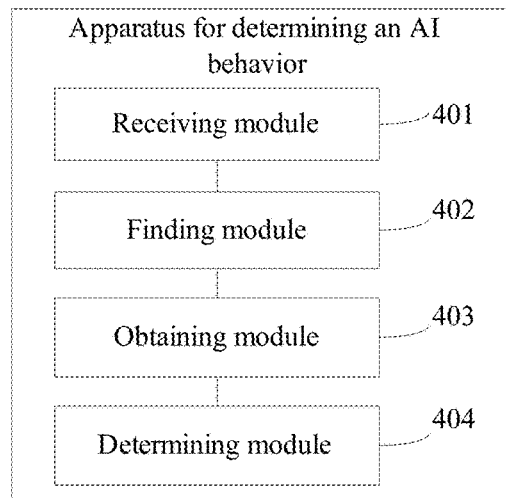 Apparatus for determining an AI
behavior
Receiving module
401
Finding module
402
Obtaining module
403
Determining module
404